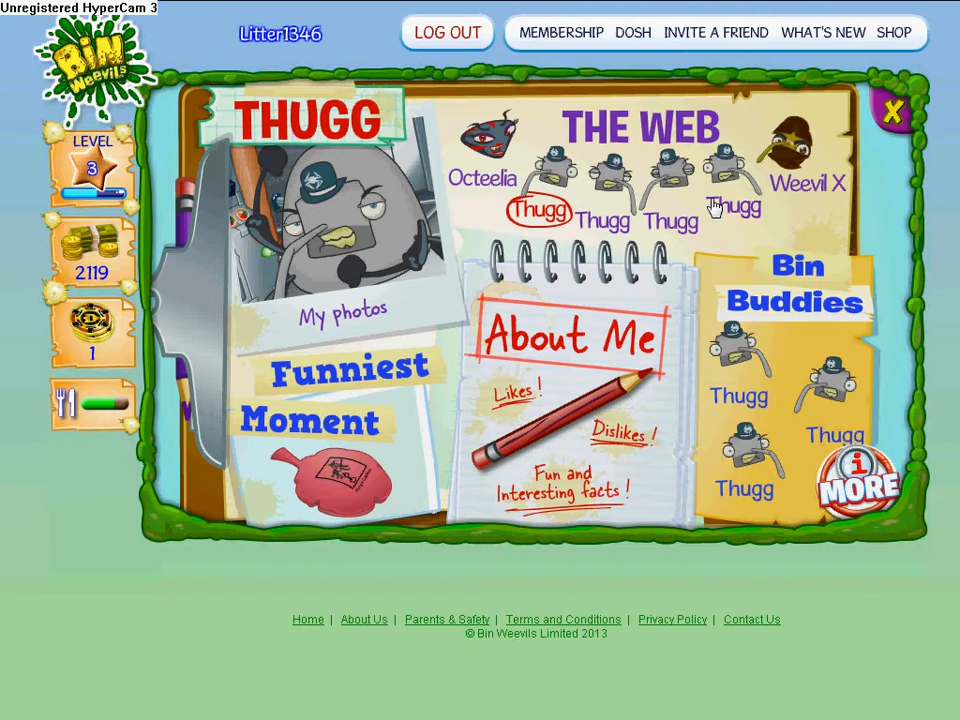 Unregistered HyperCam 3
BiN
Weevils
Litter1346
LOG OUT
MEMBERSHIP DOSH INVITE A FRIEND WHAT'S NEW SHOP
X
LEVEL
3
2119
1
THUGG
My photos
Funniest
Moment
THE WEB
Octeelia
Thugg
Thugg
Thugg
Thugg
Weevil X
About Me
Likes!
Dislikes!
Fun and
Interesting facts!
Bin
Buddies
Thugg
Thugg
Thugg
i
MORE
Home | About Us | Parents & Safety | Terms and Conditions | Privacy Policy | Contact Us
© Bin Weevils Limited 2013